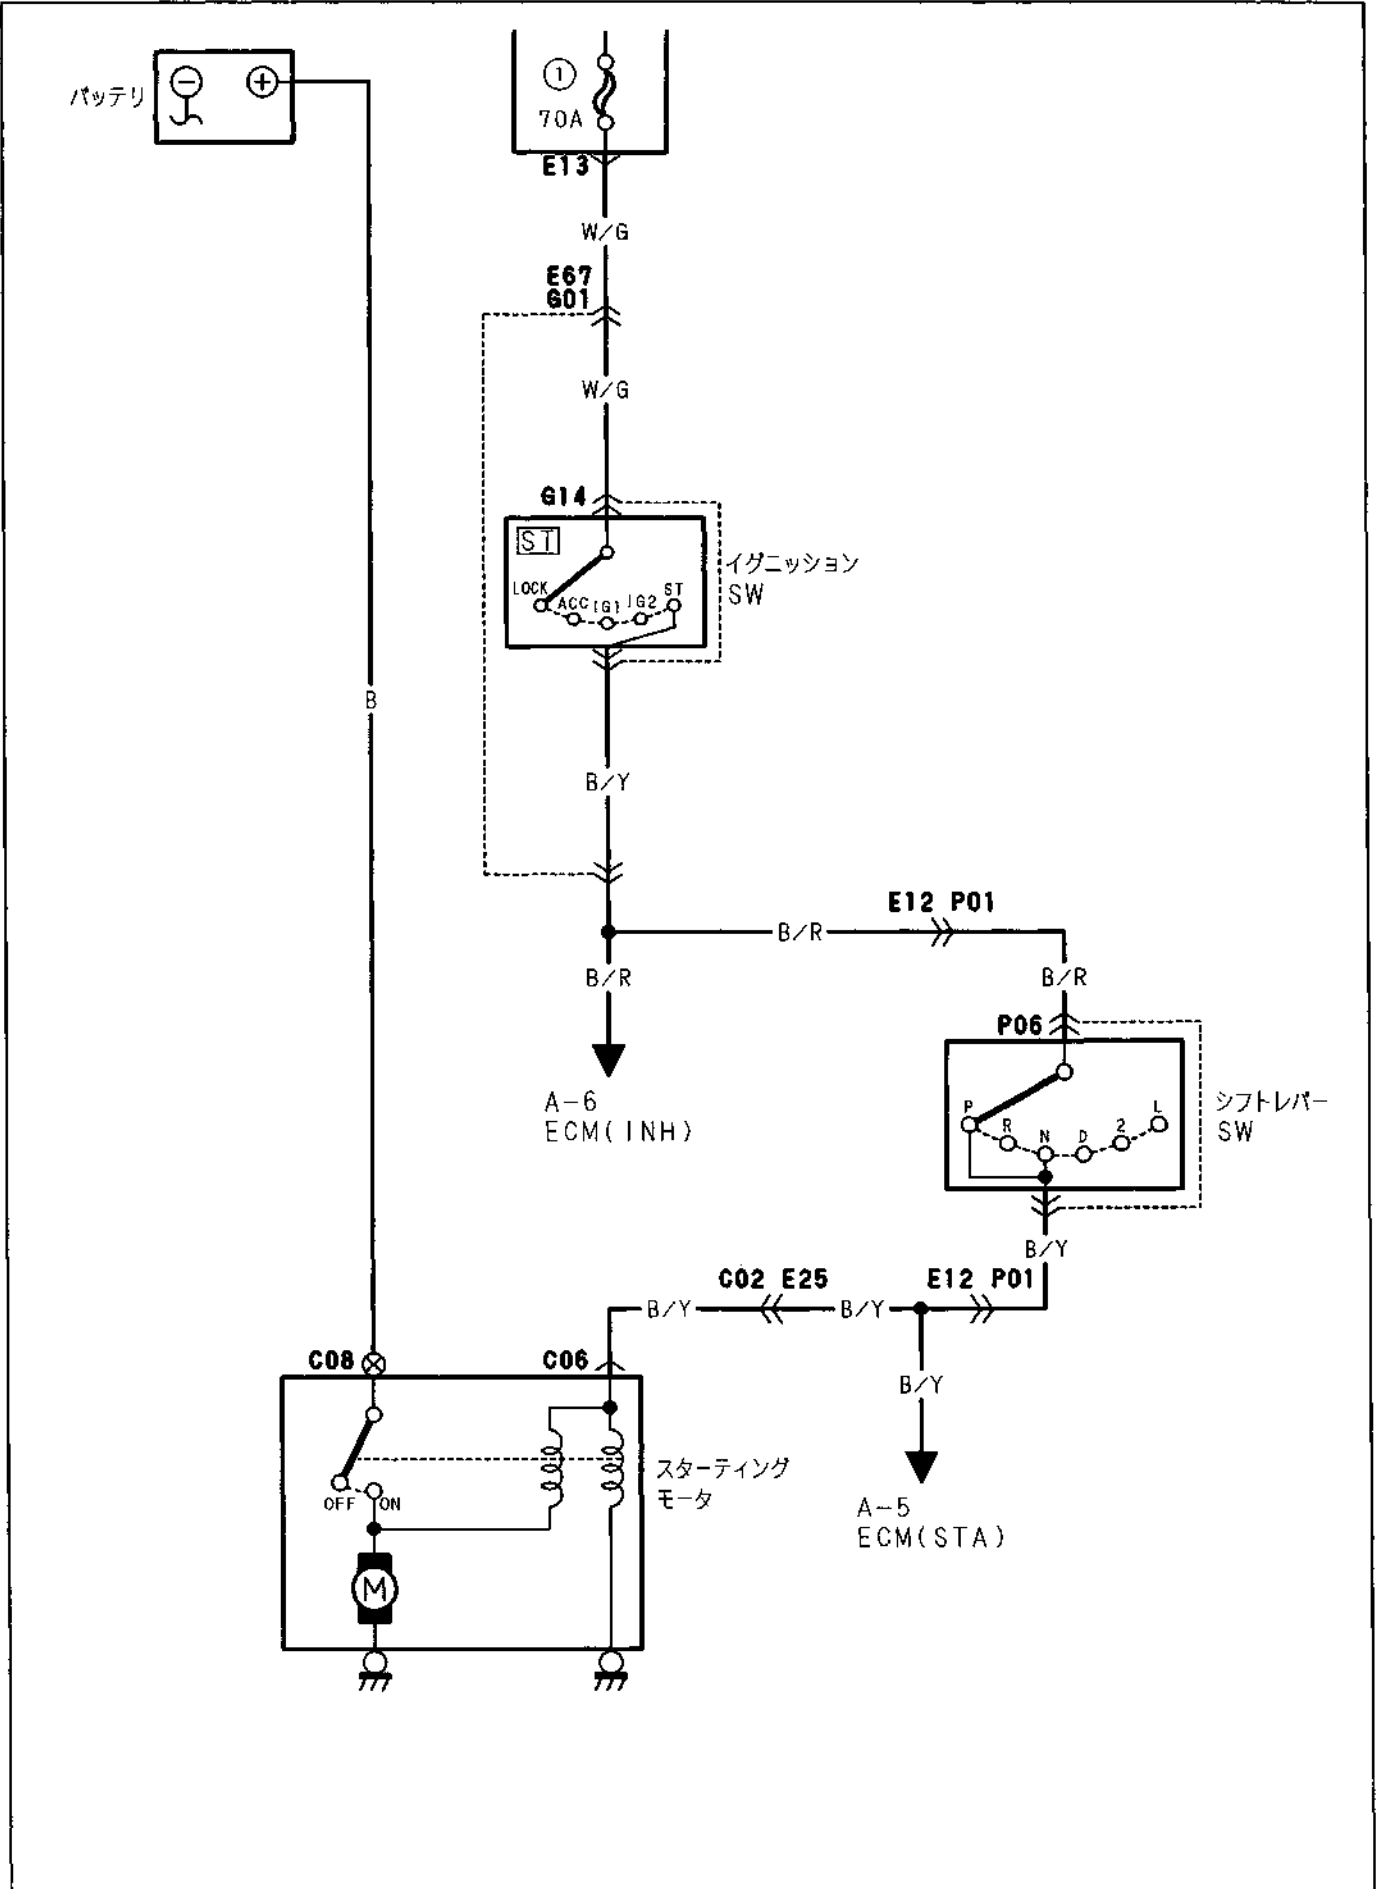 バッテリ
− +
1
70A
E13
W/G
E67
G01
W/G
G14
ST
LOCK ACC IG1 IG2 ST
イグニッション
SW
B
B/Y
E12 P01
B/R
B/R
B/R
P06
A-6
ECM(INH)
P R N D 2 L
シフトレバー
SW
B/Y
C02 E25
E12 P01
B/Y
B/Y
C08
C06
B/Y
OFF ON
スターティング
モータ
A-5
ECM(STA)
M